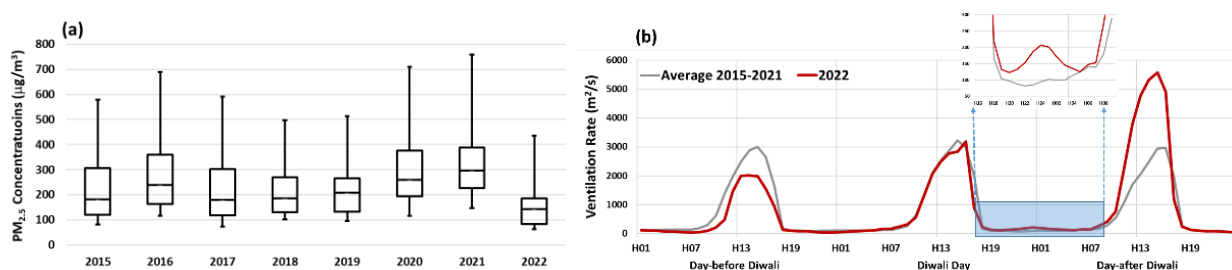 (a)
PM2.5 Concentratuoins (µg/m³)
800
700
600
500
400
300
200
100
0
2015 2016 2017 2018 2019 2020 2021 2022
(b)
Ventilation Rate (m²/s)
6000
5000
4000
3000
2000
1000
0
Average 2015-2021 2022
H01 H07 H13 H19 H01 H07 H13 H19 H01 H07 H13 H19
Day-before Diwali Diwali Day Day-after Diwali